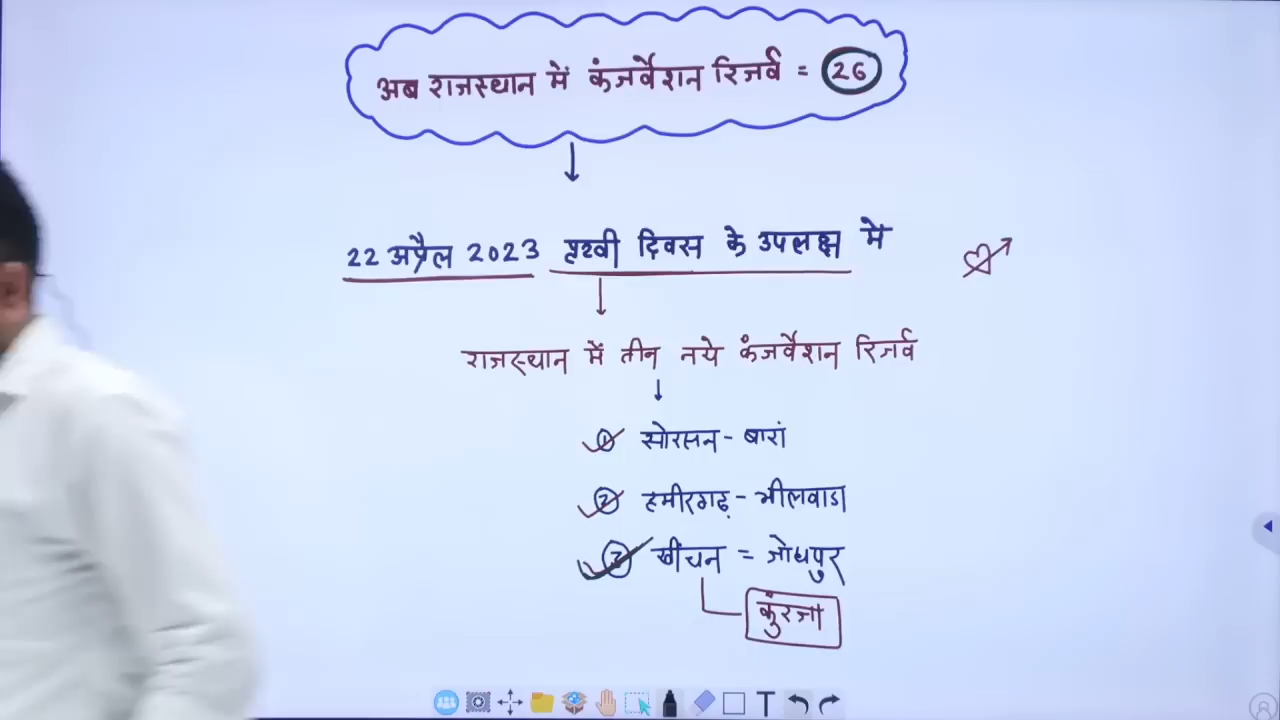 अब राजस्थान में कंजर्वेशन रिजर्व = 26
22 अप्रैल 2023 पृथ्वी दिवस के उपलक्ष में
राजस्थान में तीन नये कंजर्वेशन रिजर्व
① सोरसन - बारां
② हमीरगढ़ - भीलवाडा
③ खींचन = जोधपुर
कुंरजा
T